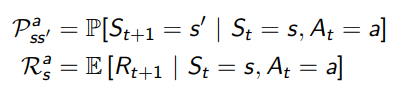 𝒫ᵃₛₛ′ = ℙ[Sₜ₊₁ = s′ | Sₜ = s, Aₜ = a]
ℛᵃₛ = 𝔼 [Rₜ₊₁ | Sₜ = s, Aₜ = a]